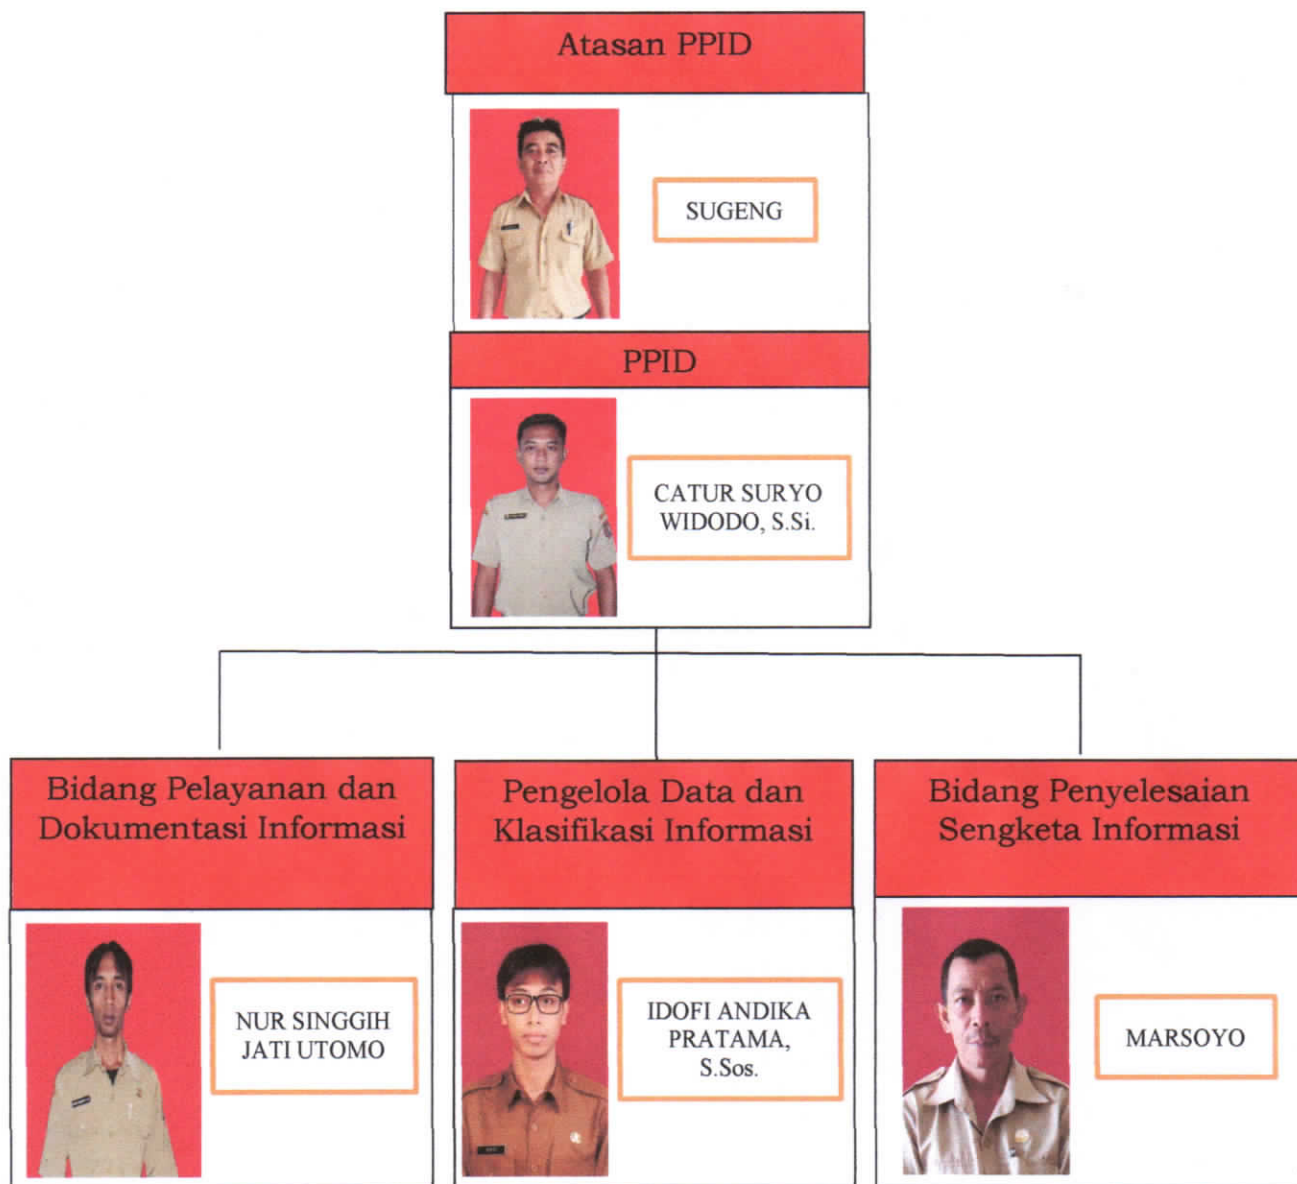 Atasan PPID
SUGENG
PPID
CATUR SURYO
WIDODO, S.Si.
Bidang Pelayanan dan
Dokumentasi Informasi
NUR SINGGIH
JATI UTOMO
Pengelola Data dan
Klasifikasi Informasi
IDOFI ANDIKA
PRATAMA,
S.Sos.
Bidang Penyelesaian
Sengketa Informasi
MARSOYO